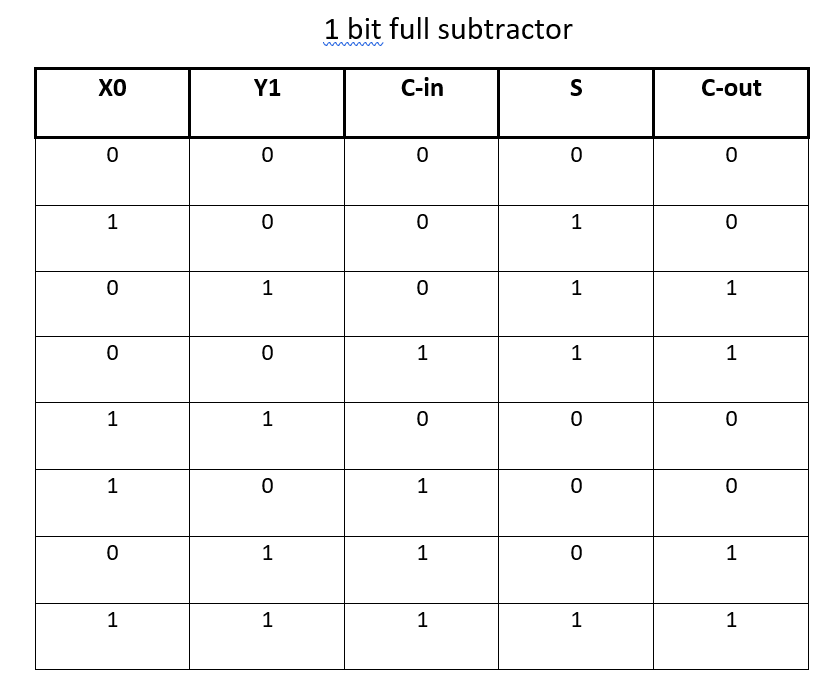 1 bit full subtractor
X0 Y1 C-in S C-out
0 0 0 0 0
1 0 0 1 0
0 1 0 1 1
0 0 1 1 1
1 1 0 0 0
1 0 1 0 0
0 1 1 0 1
1 1 1 1 1